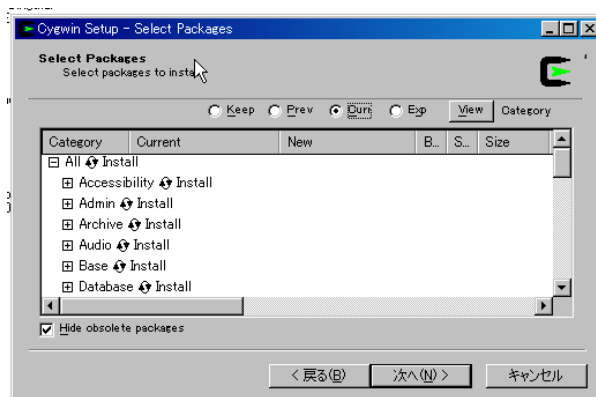 Cygwin Setup - Select Packages
Select Packages
Select packages to install
Keep Prev Curr Exp View Category
Category Current New B... S... Size
All Install
Accessibility Install
Admin Install
Archive Install
Audio Install
Base Install
Database Install
Hide obsolete packages
< 戻る(B) 次へ(N) > キャンセル